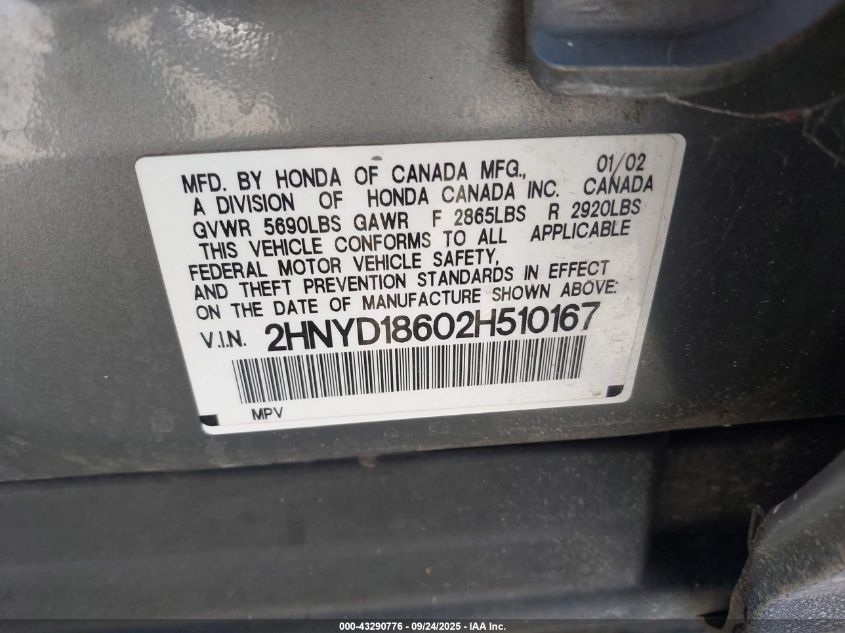 MFD. BY HONDA OF CANADA MFG., 01/02
A DIVISION OF HONDA CANADA INC. CANADA
GVWR 5690LBS GAWR F 2865LBS R 2920LBS
THIS VEHICLE CONFORMS TO ALL APPLICABLE
FEDERAL MOTOR VEHICLE SAFETY,
AND THEFT PREVENTION STANDARDS IN EFFECT
ON THE DATE OF MANUFACTURE SHOWN ABOVE:
V.I.N. 2HNYD18602H510167
MPV
000-43290776 - 09/24/2025 - IAA Inc.